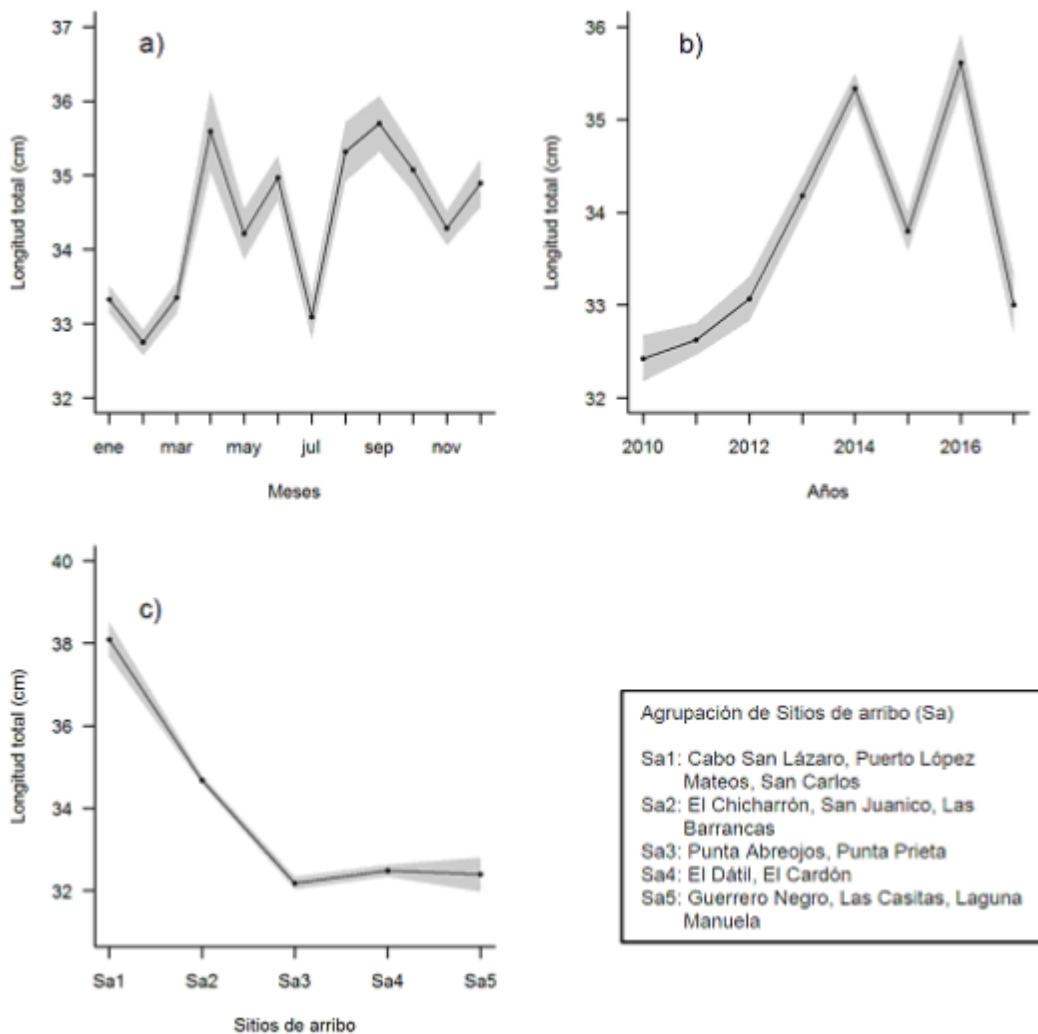 a)
37
36
35
34
33
32
Longitud total (cm)
ene mar may jul sep nov
Meses
b)
36
35
34
33
32
Longitud total (cm)
2010 2012 2014 2016
Años
c)
40
38
36
34
32
Longitud total (cm)
Sa1 Sa2 Sa3 Sa4 Sa5
Sitios de arribo
Agrupación de Sitios de arribo (Sa)
Sa1: Cabo San Lázaro, Puerto López
Mateos, San Carlos
Sa2: El Chicharrón, San Juanico, Las
Barrancas
Sa3: Punta Abreojos, Punta Prieta
Sa4: El Dátil, El Cardón
Sa5: Guerrero Negro, Las Casitas, Laguna
Manuela